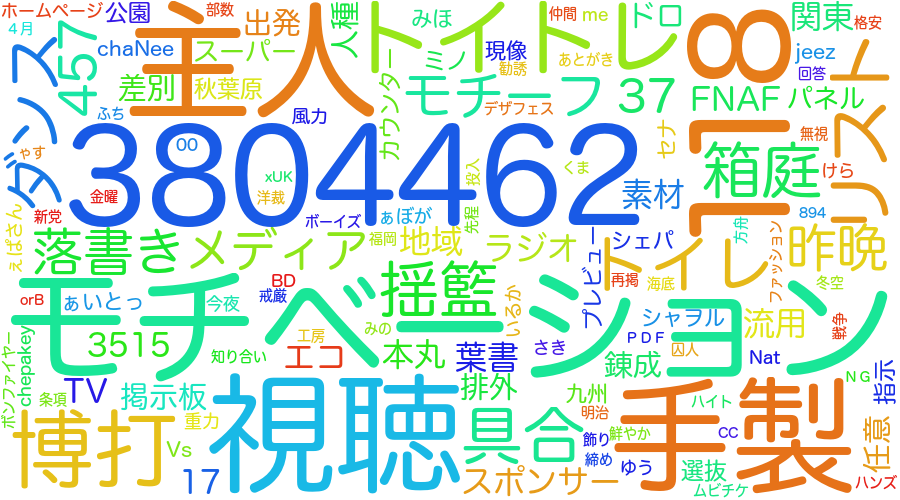 ホームページ
部数
公園
４月
chaNee
出発
スーパー
秋葉原
差別
人種
主人
トイトレ
みほ
ミノ
現像
仲間
me
勧誘
あとがき
ドロ
関東
格安
jeez
回答
18
457
ダンス
ふち
ゃす
風力
カウンター
モチーフ
37
デザフェス
FNAF
パネル
リスト
3804462
00
xUK
洋裁
金曜
新党
ボーイズ
ぁぼが
くま
投入
先程
セナ
素材
11
箱庭
無視
けら
894
方舟
ぇぱさん
落書き
メディア
福岡
地域
ラジオ
シェパ
プレビュー
トイレ
再掲
海底
ファッション
昨晩
冬空
orB
ぁいとっ
今夜
BD
戒厳
揺籃
いるか
モチベーション
3515
知り合い
工房
みの
エコ
本丸
葉書
さき
シャヲル
ＰＤＦ
囚人
流用
戦争
Nat
錬成
ボンファイヤー
chepakey
条項
TV
掲示板
重力
排外
九州
明治
ハイト
ＮＧ
指示
博打
Vs
17
視聴
具合
スポンサー
飾り
締め
鮮やか
ゆう
CC
選抜
ムビチケ
手製
任意
ハンズ